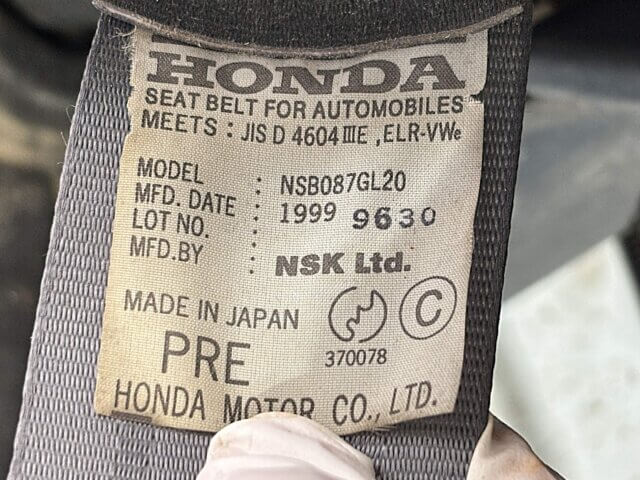 HONDA
SEAT BELT FOR AUTOMOBILES
MEETS : JIS D 4604 ⅢE , ELR-VWe
MODEL : NSB087GL20
MFD. DATE : 1999 9630
LOT NO. :
MFD.BY : NSK Ltd.
MADE IN JAPAN
C
PRE
370078
HONDA MOTOR CO., LTD.